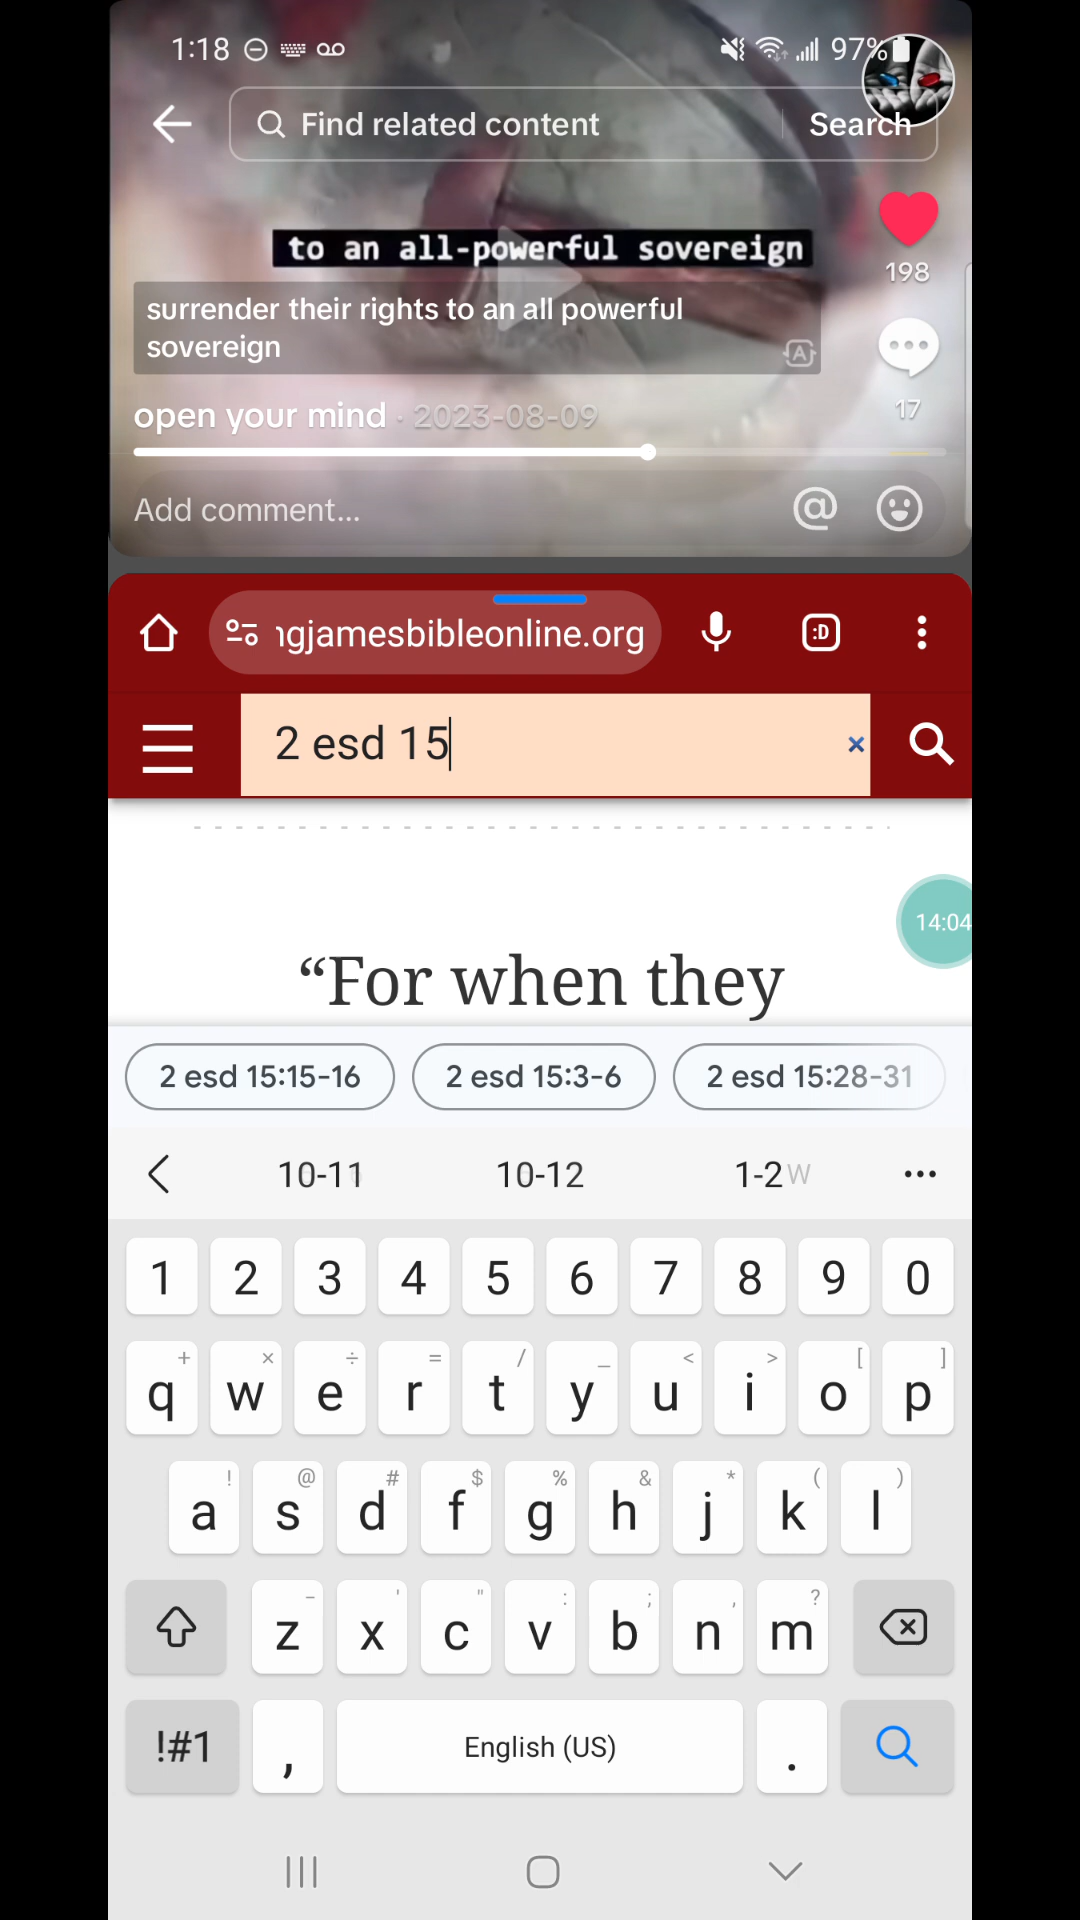 1:18 97%
Find related content Search
to an all-powerful sovereign
198
surrender their rights to an all powerful
sovereign
A
17
open your mind · 2023-08-09
Add comment... @
ngjamesbibleonline.org :D
2 esd 15 ×
14:04
“For when they
2 esd 15:15-16 2 esd 15:3-6 2 esd 15:28-31
10-11 10-12 1-2 W ...
1 2 3 4 5 6 7 8 9 0
+ × ÷ = / _ < > [ ]
q w e r t y u i o p
! @ # $ % & * ( )
a s d f g h j k l
- ' " : ; , ?
z x c v b n m
!#1 , English (US) .